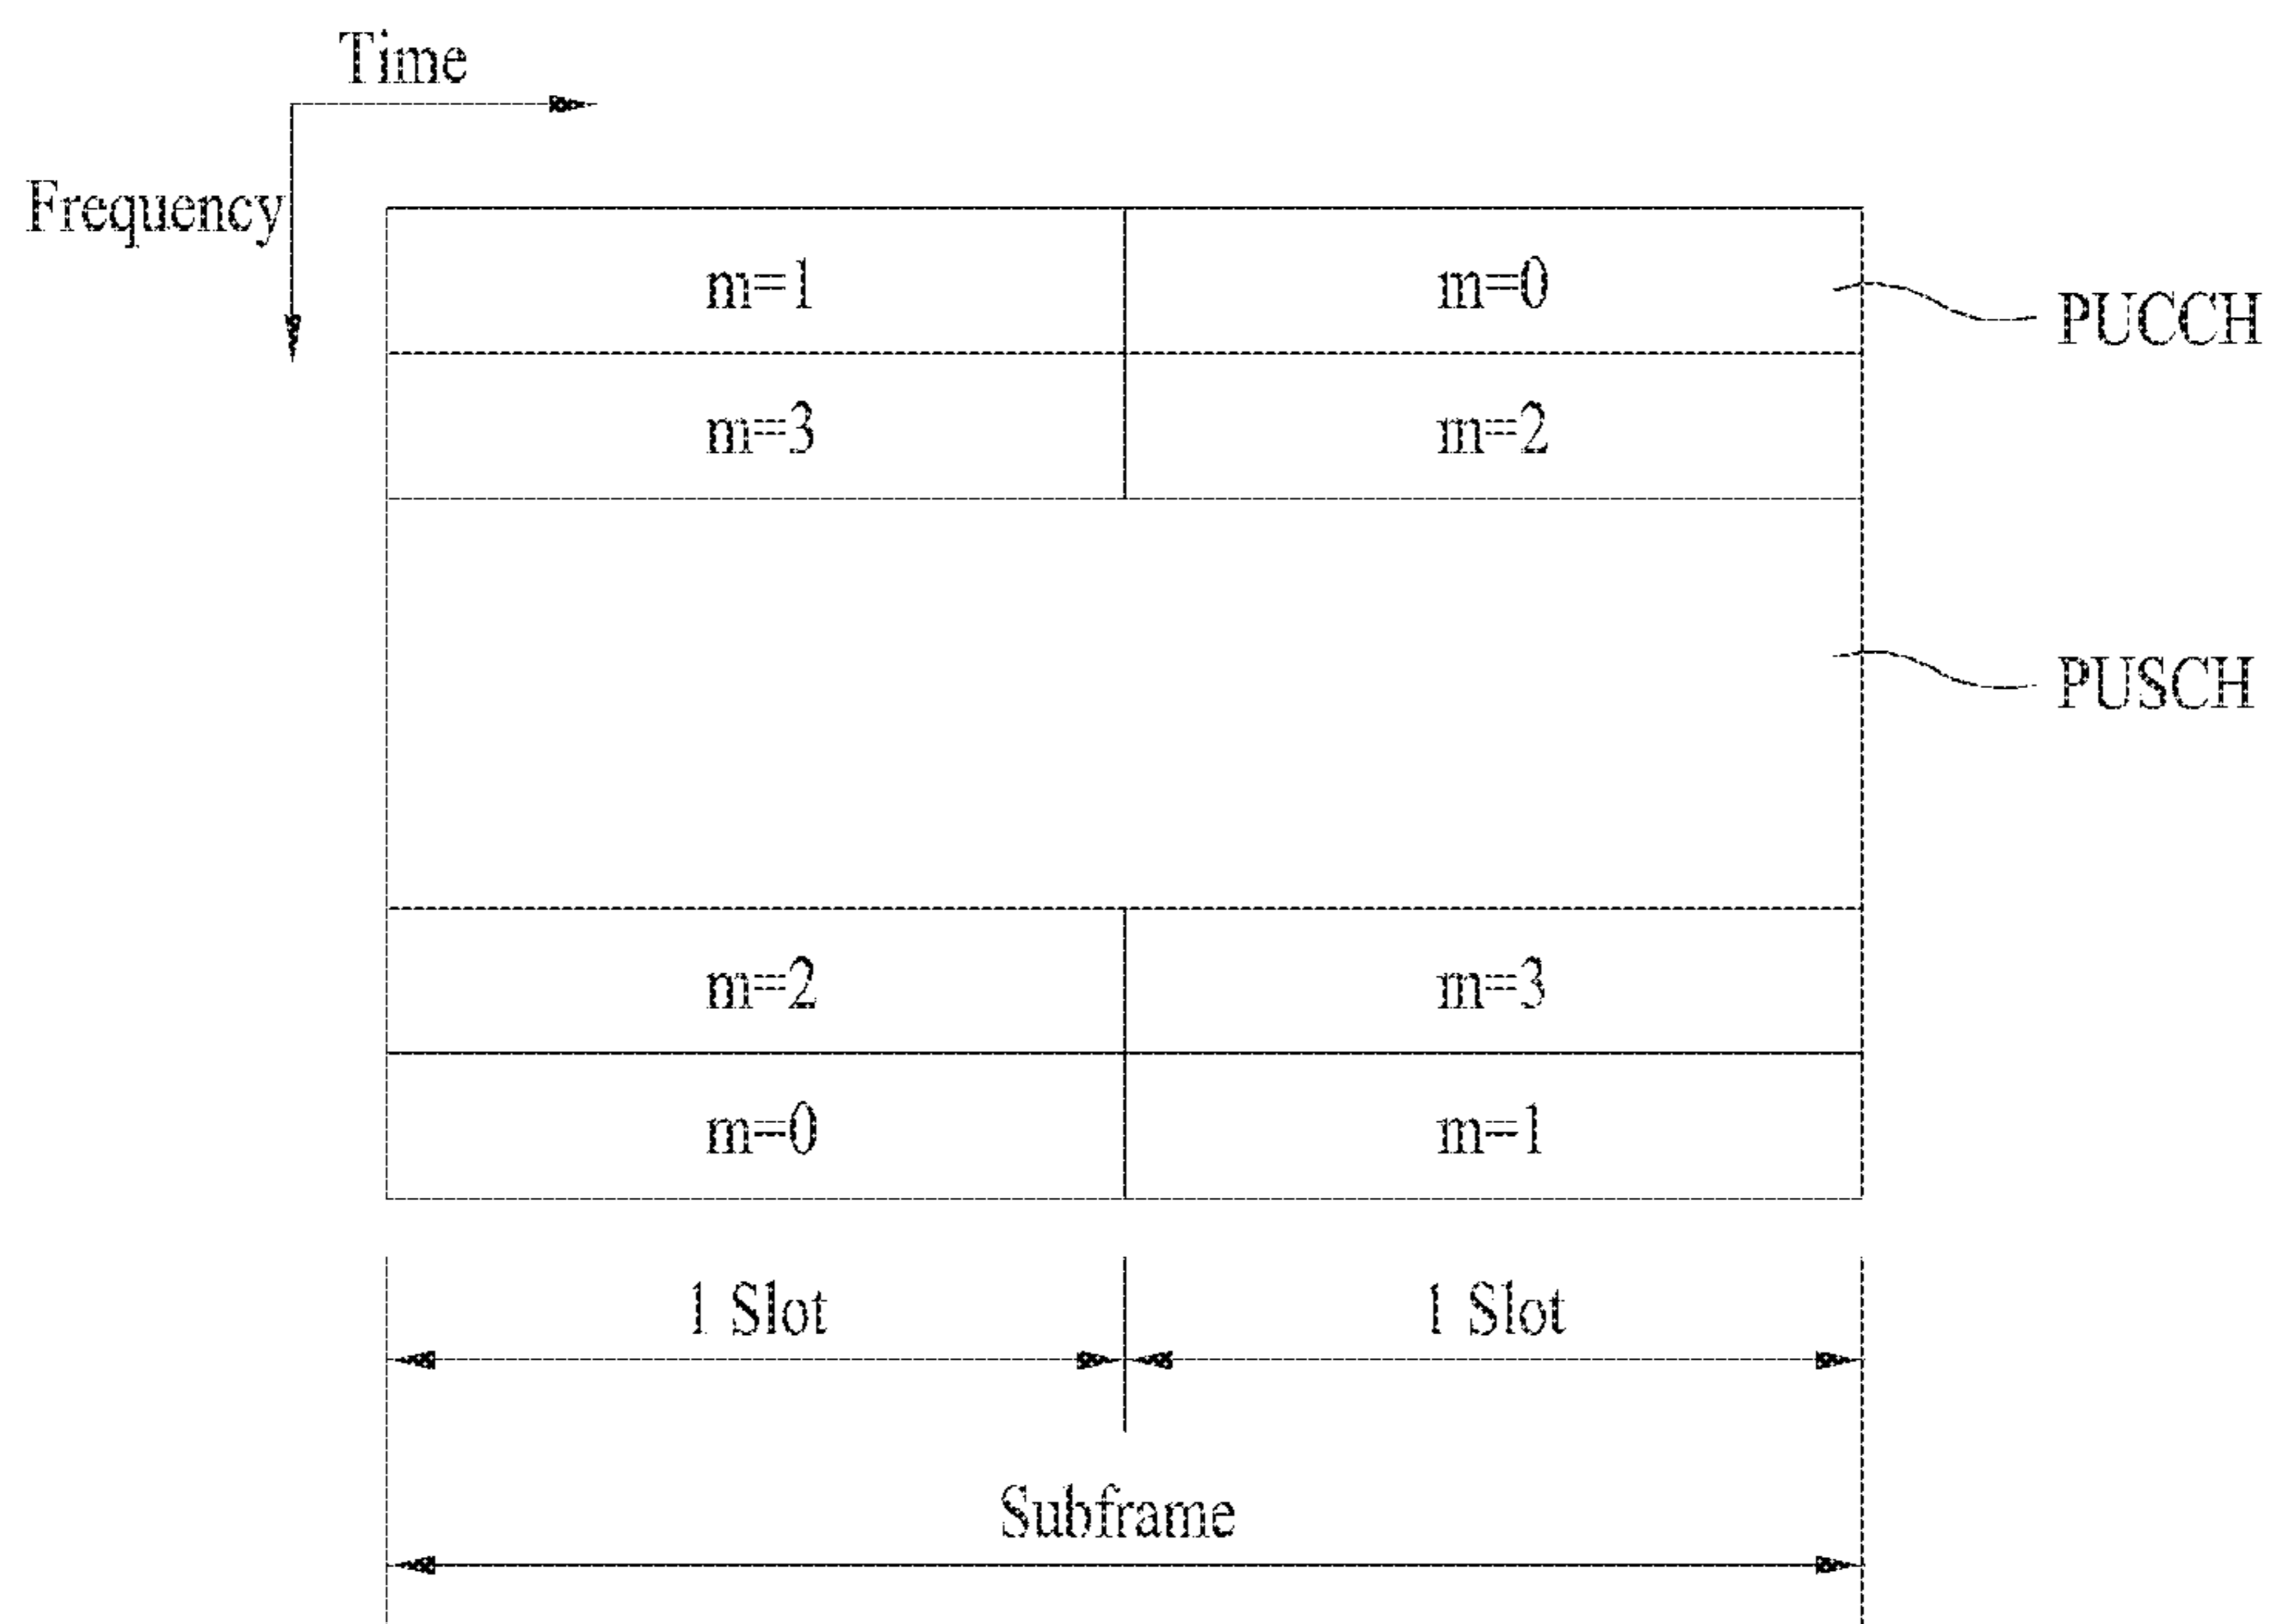 Time
Frequency
m=1 m=0
PUCCH
m=3 m=2
PUSCH
m=2 m=3
m=0 m=1
1 Slot 1 Slot
Subframe